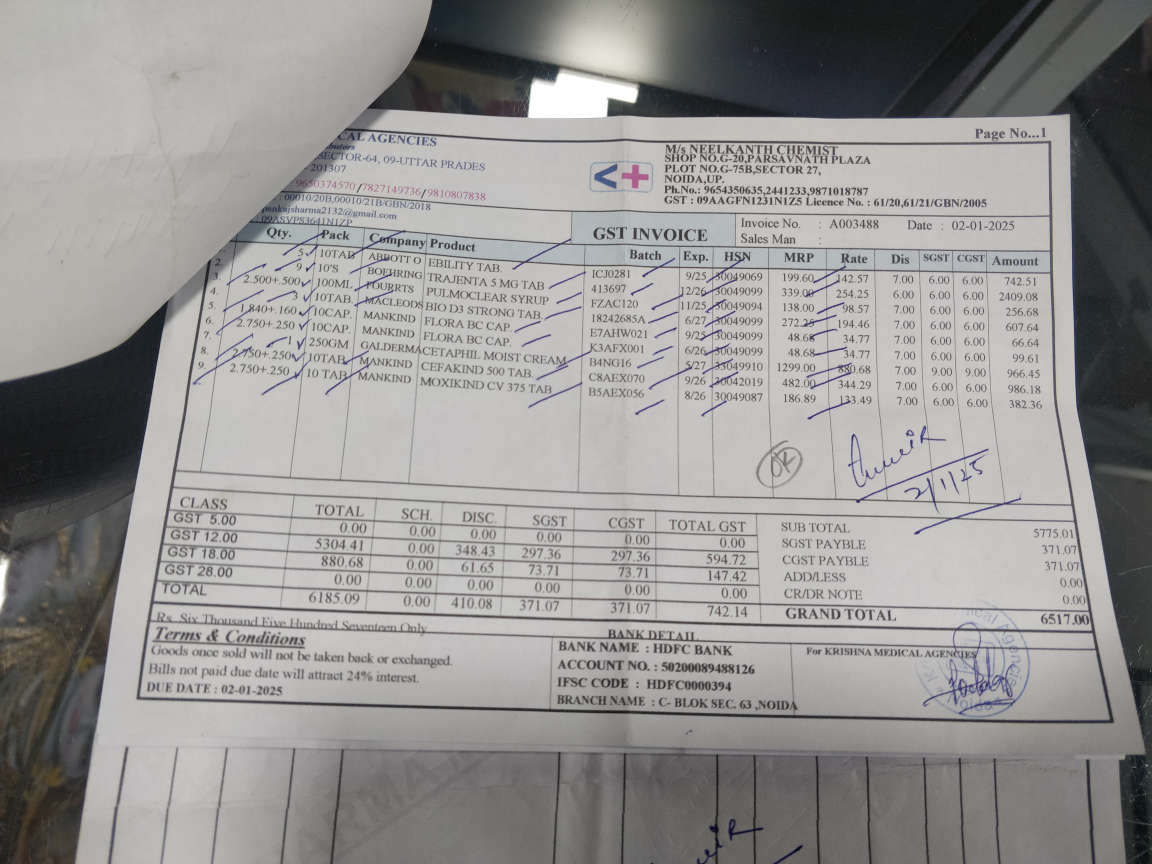 Page No...1
CAL AGENCIES
SECTOR-64, 09-UTTAR PRADES
201307
9650374570/7827149736/9810807838
00010/20B,00010/21B/GBN/2018
pankajsharma2132@gmail.com
09ASVPS3641N1ZP
M/s NEELKANTH CHEMIST
SHOP NO.G-20,PARSAVNATH PLAZA
PLOT NO.G-75B,SECTOR 27,
NOIDA,UP.
Ph.No.: 9654350635,2441233,9871018787
GST : 09AAGFN1231N1Z5 Licence No. : 61/20,61/21/GBN/2005
GST INVOICE
Invoice No. : A003488 Date : 02-01-2025
Sales Man :
Qty. Pack Company Product Batch Exp. HSN MRP Rate Dis SGST CGST Amount
5 10TAB ABBOTT O EBILITY TAB. ICJ0281 9/25 30049069 199.60 142.57 7.00 6.00 6.00 742.51
2. 9 10'S BOEHRING TRAJENTA 5 MG TAB 413697 12/26 30049099 339.00 254.25 6.00 6.00 6.00 2409.08
3. 2.500+.500 100ML FOURRTS PULMOCLEAR SYRUP FZAC120 11/25 30049094 138.00 98.57 7.00 6.00 6.00 256.68
4. 3 10TAB. MACLEODS BIO D3 STRONG TAB. 18242685A 6/27 30049099 272.25 194.46 7.00 6.00 6.00 607.64
5. 1.840+.160 10CAP. MANKIND FLORA BC CAP. E7AHW021 9/25 30049099 48.68 34.77 7.00 6.00 6.00 66.64
6. 2.750+.250 10CAP. MANKIND FLORA BC CAP. K3AFX001 6/26 30049099 48.68 34.77 7.00 6.00 6.00 99.61
7. 1 250GM GALDERMA CETAPHIL MOIST CREAM B4NG16 5/27 33049910 1299.00 880.68 7.00 9.00 9.00 966.45
8. 2.750+.250 10TAB MANKIND CEFAKIND 500 TAB. C8AEX070 9/26 30042019 482.00 344.29 7.00 6.00 6.00 986.18
9. 2.750+.250 10 TAB MANKIND MOXIKIND CV 375 TAB B5AEX056 8/26 30049087 186.89 133.49 7.00 6.00 6.00 382.36
OK
2/1/25
CLASS TOTAL SCH. DISC. SGST CGST TOTAL GST
GST 5.00 0.00 0.00 0.00 0.00 0.00 0.00
GST 12.00 5304.41 0.00 348.43 297.36 297.36 594.72
GST 18.00 880.68 0.00 61.65 73.71 73.71 147.42
GST 28.00 0.00 0.00 0.00 0.00 0.00 0.00
TOTAL 6185.09 0.00 410.08 371.07 371.07 742.14
SUB TOTAL 5775.01
SGST PAYBLE 371.07
CGST PAYBLE 371.07
ADD/LESS 0.00
CR/DR NOTE 0.00
GRAND TOTAL 6517.00
Rs. Six Thousand Five Hundred Seventeen Only
Terms & Conditions
Goods once sold will not be taken back or exchanged.
Bills not paid due date will attract 24% interest.
DUE DATE : 02-01-2025
BANK DETAIL
BANK NAME : HDFC BANK
ACCOUNT NO. : 50200089488126
IFSC CODE : HDFC0000394
BRANCH NAME : C- BLOK SEC. 63 ,NOIDA
For KRISHNA MEDICAL AGENCIES